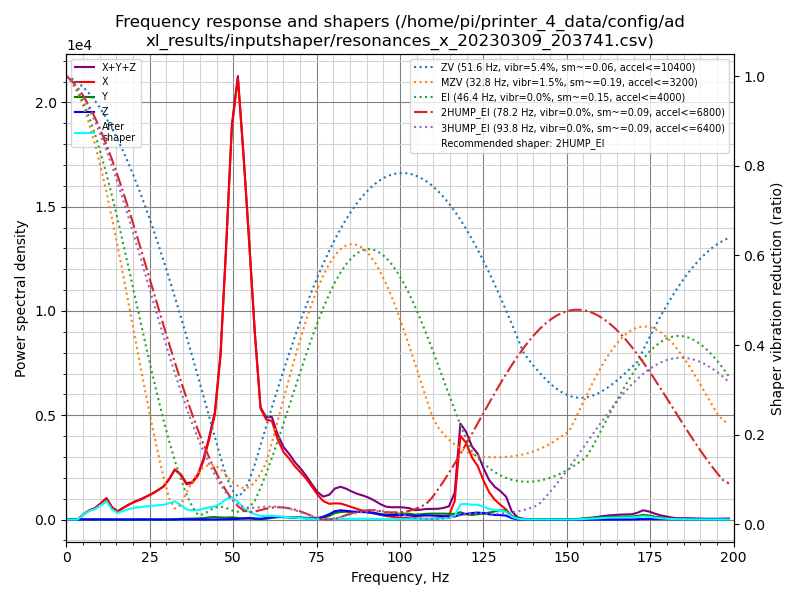 Frequency response and shapers (/home/pi/printer_4_data/config/ad
xl_results/inputshaper/resonances_x_20230309_203741.csv)
1e4
X+Y+Z
X
Y
Z
After
shaper
ZV (51.6 Hz, vibr=5.4%, sm~=0.06, accel<=10400)
MZV (32.8 Hz, vibr=1.5%, sm~=0.19, accel<=3200)
EI (46.4 Hz, vibr=0.0%, sm~=0.15, accel<=4000)
2HUMP_EI (78.2 Hz, vibr=0.0%, sm~=0.09, accel<=6800)
3HUMP_EI (93.8 Hz, vibr=0.0%, sm~=0.09, accel<=6400)
Recommended shaper: 2HUMP_EI
Power spectral density
2.0
1.5
1.0
0.5
0.0
1.0
0.8
0.6
0.4
0.2
0.0
Shaper vibration reduction (ratio)
0 25 50 75 100 125 150 175 200
Frequency, Hz